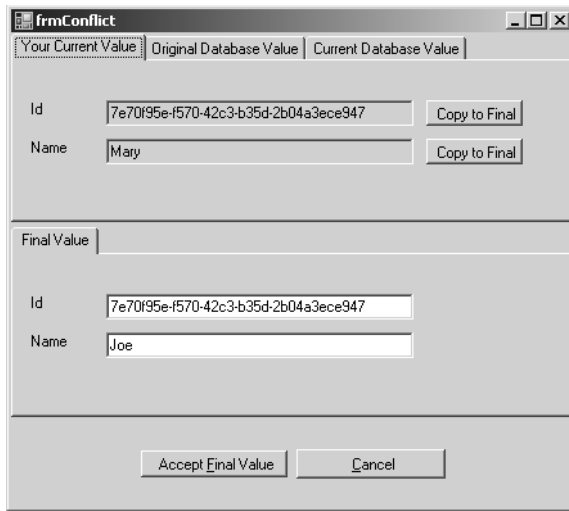 frmConflict
Your Current Value Original Database Value Current Database Value
Id 7e70f95e-f570-42c3-b35d-2b04a3ece947 Copy to Final
Name Mary Copy to Final
Final Value
Id 7e70f95e-f570-42c3-b35d-2b04a3ece947
Name Joe
Accept Final Value Cancel